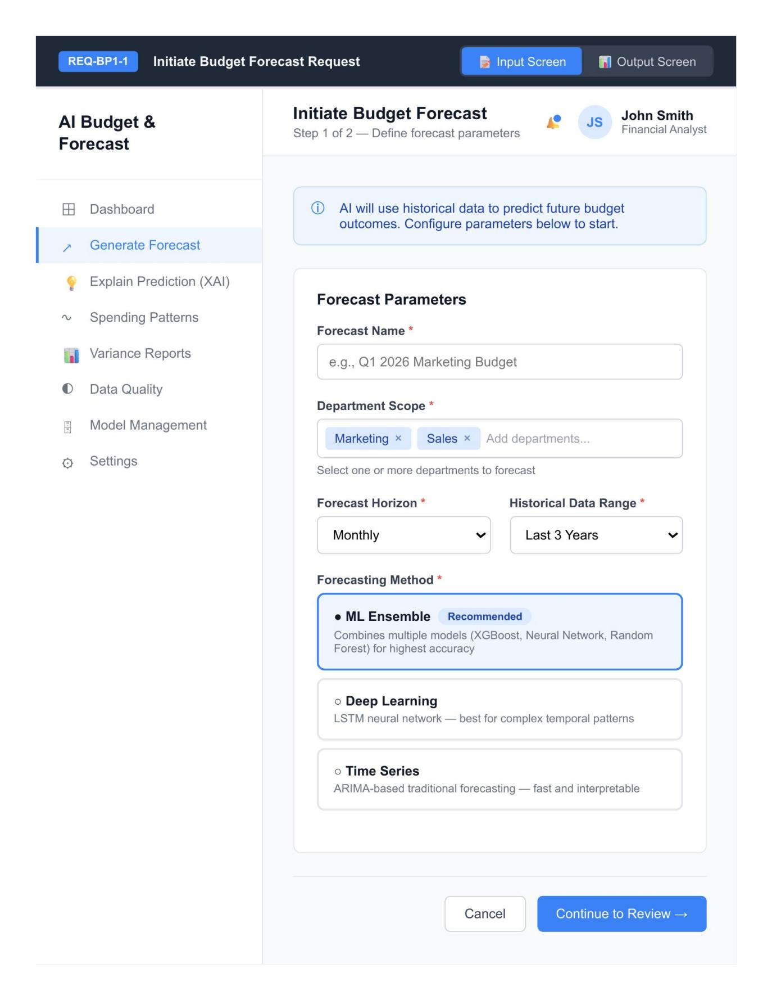 REQ-BP1-1
Initiate Budget Forecast Request
Input Screen
Output Screen
AI Budget &
Forecast
Dashboard
Generate Forecast
Explain Prediction (XAI)
Spending Patterns
Variance Reports
Data Quality
Model Management
Settings
Initiate Budget Forecast
Step 1 of 2 — Define forecast parameters
JS
John Smith
Financial Analyst
AI will use historical data to predict future budget
outcomes. Configure parameters below to start.
Forecast Parameters
Forecast Name *
e.g., Q1 2026 Marketing Budget
Department Scope *
Marketing × Sales × Add departments...
Select one or more departments to forecast
Forecast Horizon *
Historical Data Range *
Monthly
Last 3 Years
Forecasting Method *
● ML Ensemble Recommended
Combines multiple models (XGBoost, Neural Network, Random
Forest) for highest accuracy
○ Deep Learning
LSTM neural network — best for complex temporal patterns
○ Time Series
ARIMA-based traditional forecasting — fast and interpretable
Cancel
Continue to Review →